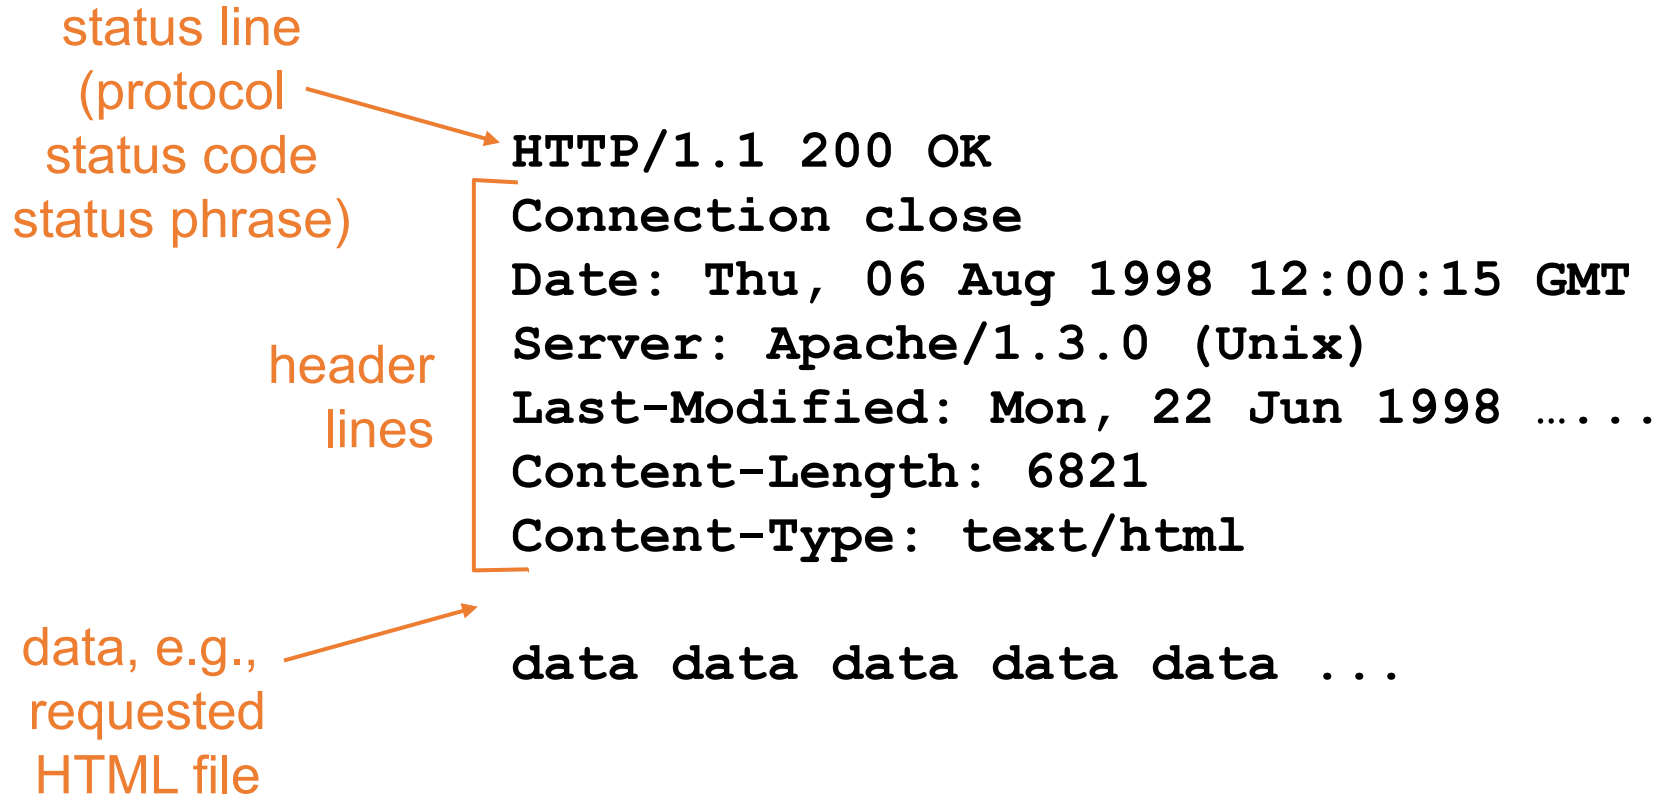 status line
(protocol
status code
status phrase)
HTTP/1.1 200 OK
Connection close
Date: Thu, 06 Aug 1998 12:00:15 GMT
Server: Apache/1.3.0 (Unix)
Last-Modified: Mon, 22 Jun 1998 …...
Content-Length: 6821
Content-Type: text/html
header
lines
data, e.g.,
requested
HTML file
data data data data data ...